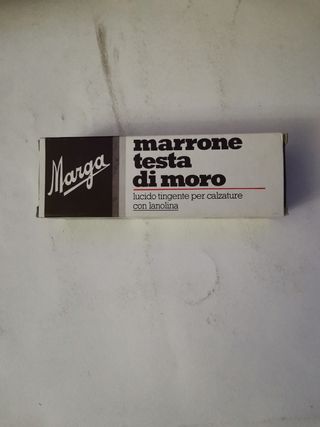 Marga
marrone
testa
di moro
lucido tingente per calzature
con lanolina